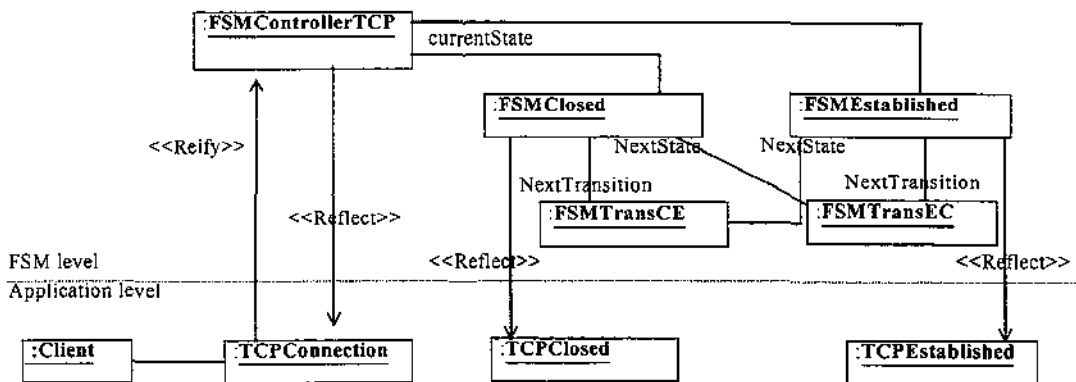 :FSMControllerTCP
currentState
:FSMClosed
:FSMEstablished
<<Reify>>
NextState
NextState
NextTransition
NextTransition
:FSMTransCE
:FSMTransEC
<<Reflect>>
FSM level
<<Reflect>>
<<Reflect>>
Application level
:Client
:TCPConnection
:TCPClosed
:TCPEstablished